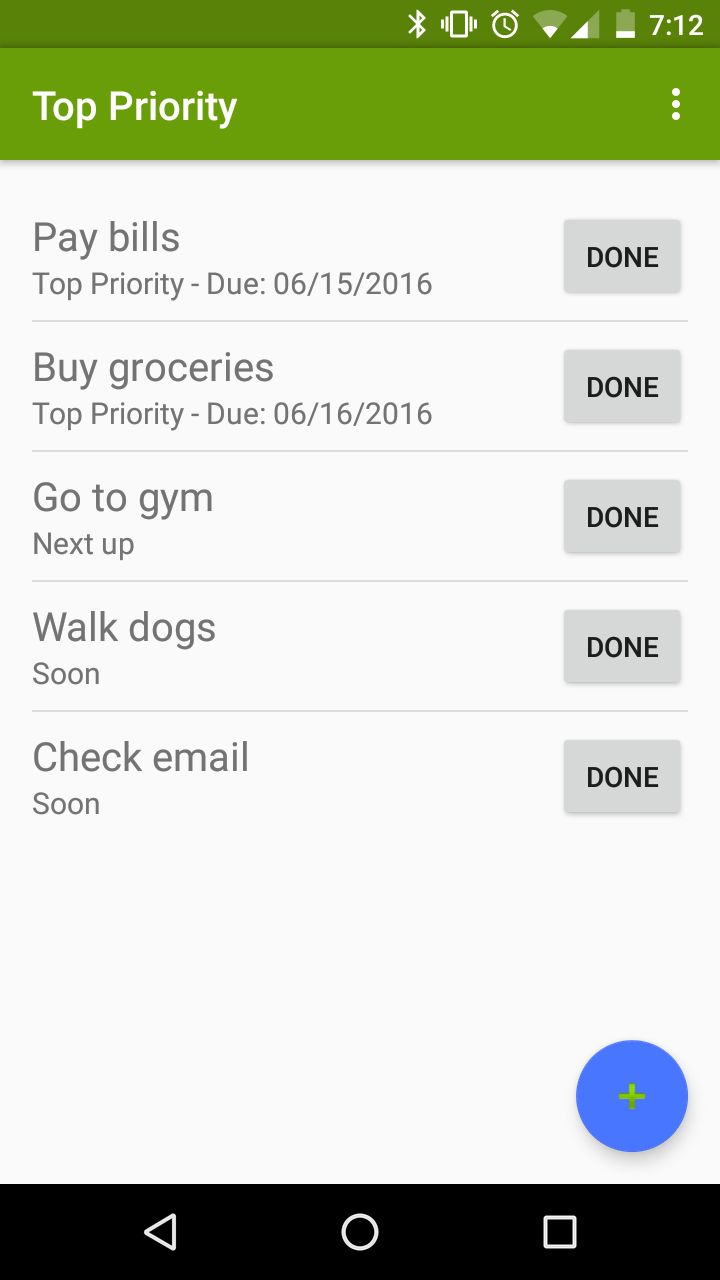 7:12
Top Priority
Pay bills
Top Priority - Due: 06/15/2016
DONE
Buy groceries
Top Priority - Due: 06/16/2016
DONE
Go to gym
Next up
DONE
Walk dogs
Soon
DONE
Check email
Soon
DONE